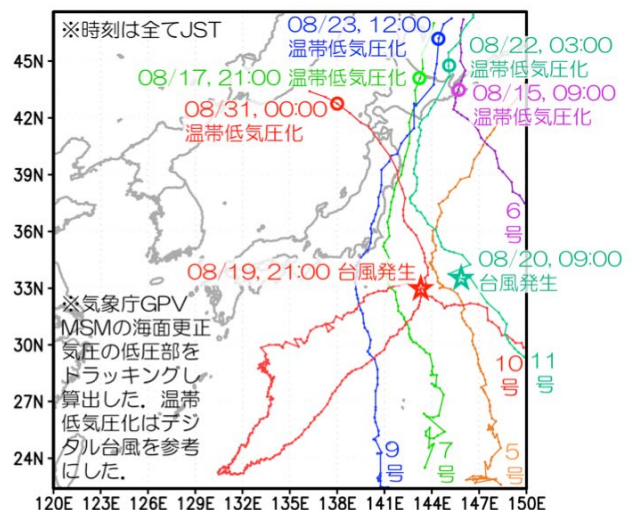 ※時刻は全てJST
08/23, 12:00
温帯低気圧化
08/22, 03:00
温帯低気圧化
08/17, 21:00 温帯低気圧化
08/15, 09:00
温帯低気圧化
08/31, 00:00
温帯低気圧化
6
号
08/19, 21:00 台風発生
08/20, 09:00
台風発生
※気象庁GPV
MSMの海面更正
気圧の低圧部を
トラッキングし
算出した．温帯
低気圧化はデジ
タル台風を参考
にした．
10
号
11
号
9
号
7
号
5
号
45N
42N
39N
36N
33N
30N
27N
24N
120E 123E 126E 129E 132E 135E 138E 141E 144E 147E 150E